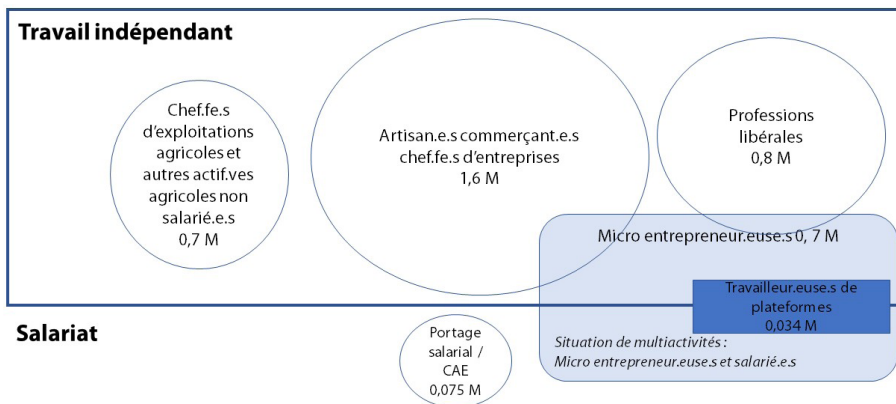 Travail indépendant
Chef.fe.s
d'exploitations
agricoles et
autres actif.ves
agricoles non
salarié.e.s
0,7 M
Artisan.e.s commerçant.e.s
chef.fe.s d'entreprises
1,6 M
Professions
libérales
0,8 M
Micro entrepreneur.euse.s 0, 7 M
Travailleur.euse.s de
plateformes
0,034 M
Salariat
Portage
salarial /
CAE
0,075 M
Situation de multiactivités :
Micro entrepreneur.euse.s et salarié.e.s